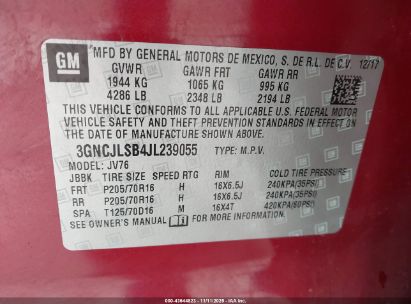 GM
MFD BY GENERAL MOTORS DE MEXICO, S. DE R.L. DE C.V. 12/17
GVWR GAWR FRT GAWR RR
1944 KG 1065 KG 995 KG
4286 LB 2348 LB 2194 LB
THIS VEHICLE CONFORMS TO ALL APPLICABLE U.S. FEDERAL MOTOR
VEHICLE SAFETY AND THEFT PREVENTION STANDARDS IN EFFECT
ON THE DATE OF MANUFACTURE SHOWN ABOVE.
3GNCJLSB4JL239055 TYPE: M.P.V.
MODEL: JV76
JBBK TIRE SIZE SPEED RTG RIM COLD TIRE PRESSURE
FRT P205/70R16 H 16X6.5J 240KPA(35PSI)
RR P205/70R16 H 16X6.5J 240KPA(35PSI)
SPA T125/70D16 M 16X4T 420KPA(60PSI)
SEE OWNER'S MANUAL FOR ADDITIONAL INFORMATION.